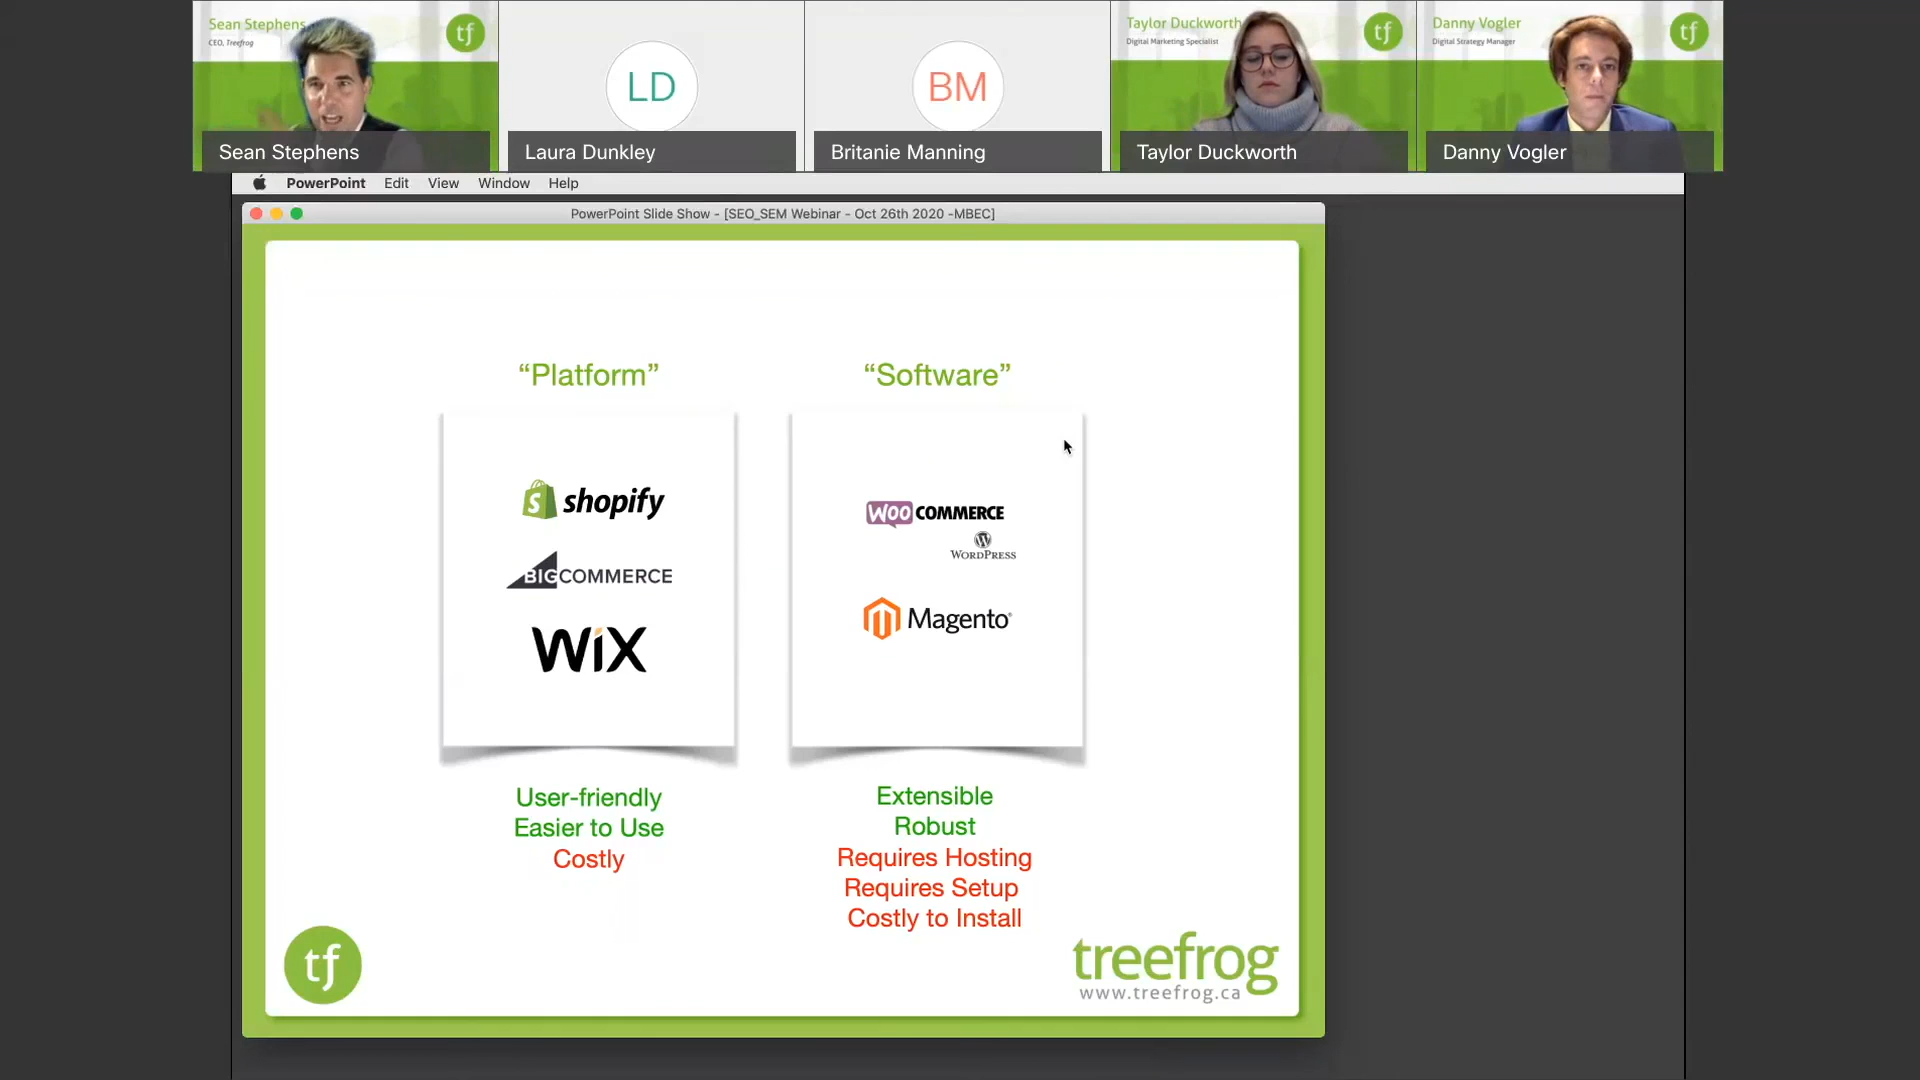 Sean Stephens
CEO, Treefrog
tf
Sean Stephens
LD
Laura Dunkley
BM
Britanie Manning
Taylor Duckworth
Digital Marketing Specialist
tf
Taylor Duckworth
Danny Vogler
Digital Strategy Manager
tf
Danny Vogler
PowerPoint Edit View Window Help
PowerPoint Slide Show - [SEO_SEM Webinar - Oct 26th 2020 -MBEC]
“Platform”
“Software”
shopify
BIGCOMMERCE
WiX
WOOCOMMERCE
WORDPRESS
Magento
User-friendly
Easier to Use
Costly
Extensible
Robust
Requires Hosting
Requires Setup
Costly to Install
tf
treefrog
www.treefrog.ca